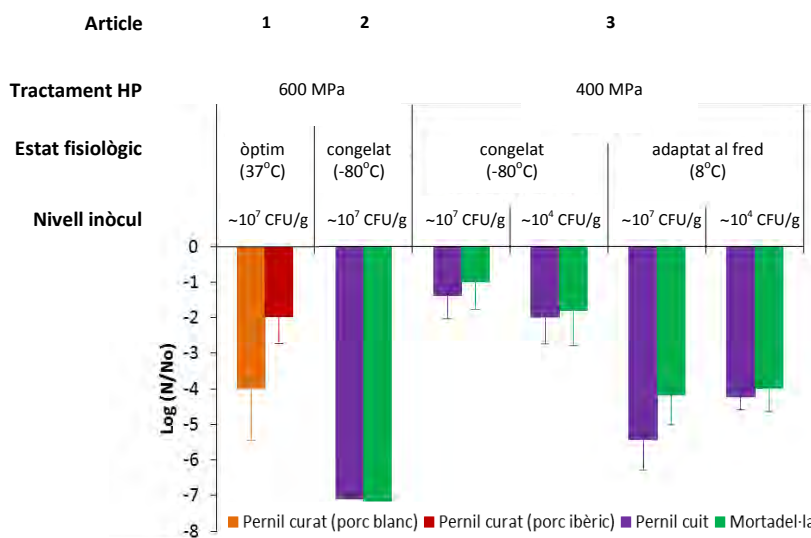 Article 1 2 3
Tractament HP 600 MPa 400 MPa
Estat fisiològic òptim (37°C) congelat (-80°C) congelat (-80°C) adaptat al fred (8°C)
Nivell inòcul ~10⁷ CFU/g ~10⁷ CFU/g ~10⁷ CFU/g ~10⁴ CFU/g ~10⁷ CFU/g ~10⁴ CFU/g
Log (N/No)
0
-1
-2
-3
-4
-5
-6
-7
-8
Pernil curat (porc blanc) Pernil curat (porc ibèric) Pernil cuit Mortadel·la